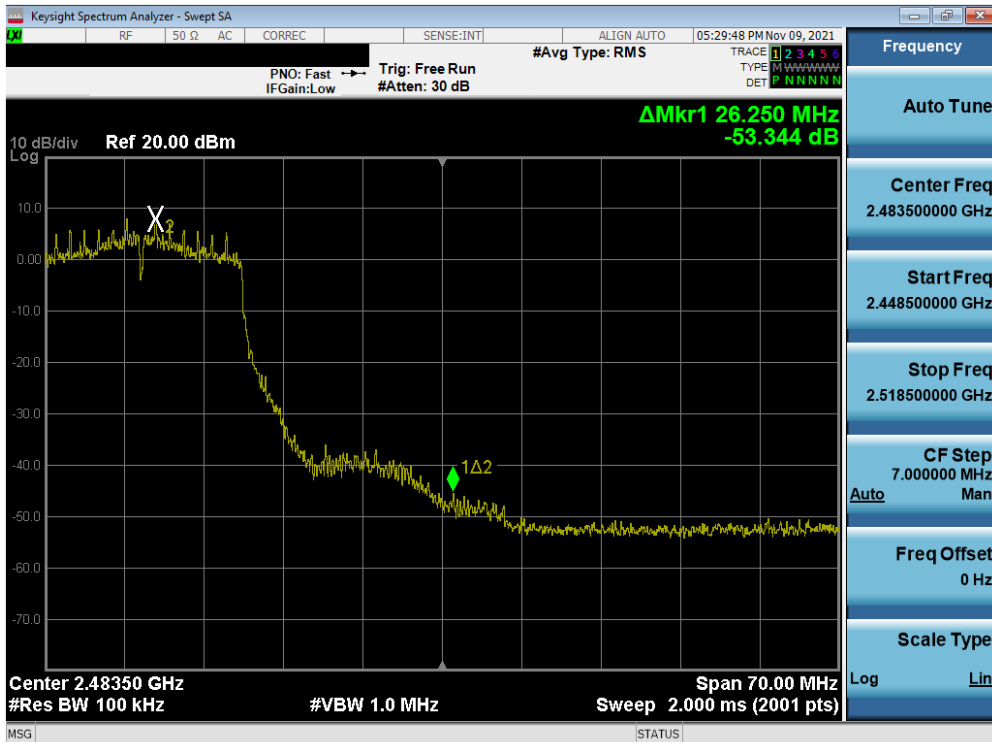 Keysight Spectrum Analyzer - Swept SA
LXI RF 50 Ω AC CORREC SENSE:INT ALIGN AUTO 05:29:48 PM Nov 09, 2021
#Avg Type: RMS TRACE 1 2 3 4 5 6
PNO: Fast Trig: Free Run TYPE M W W W W W
IFGain:Low #Atten: 30 dB DET P N N N N N
ΔMkr1 26.250 MHz
-53.344 dB
10 dB/div Ref 20.00 dBm
Log
10.0
0.00
-10.0
-20.0
-30.0
-40.0
-50.0
-60.0
-70.0
X2
1Δ2
Center 2.48350 GHz Span 70.00 MHz
#Res BW 100 kHz #VBW 1.0 MHz Sweep 2.000 ms (2001 pts)
MSG STATUS
Frequency
Auto Tune
Center Freq
2.483500000 GHz
Start Freq
2.448500000 GHz
Stop Freq
2.518500000 GHz
CF Step
7.000000 MHz
Auto Man
Freq Offset
0 Hz
Scale Type
Log Lin